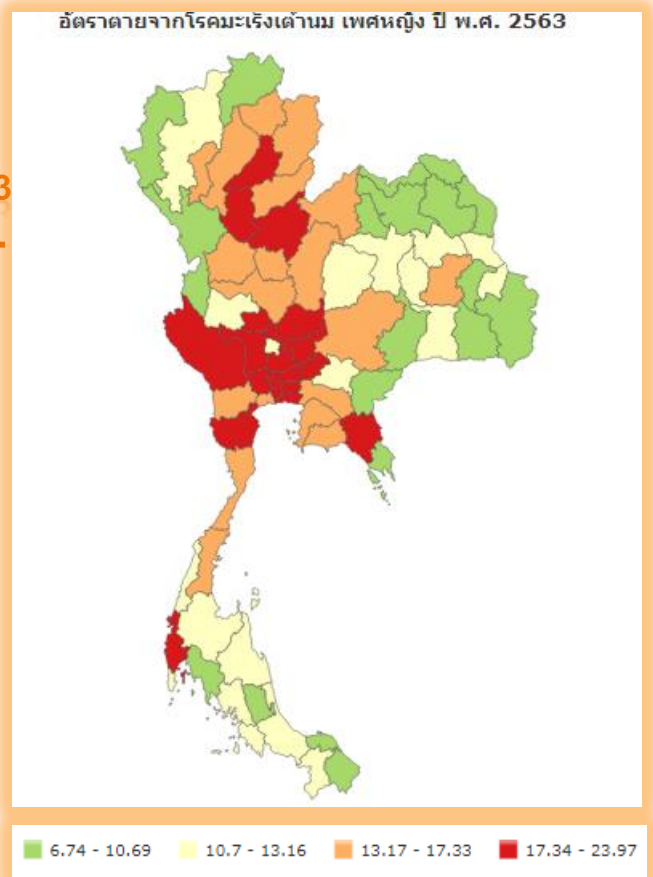 อัตราตายจากโรคมะเร็งเต้านม เพศหญิง ปี พ.ศ. 2563
3
6.74 - 10.69
10.7 - 13.16
13.17 - 17.33
17.34 - 23.97